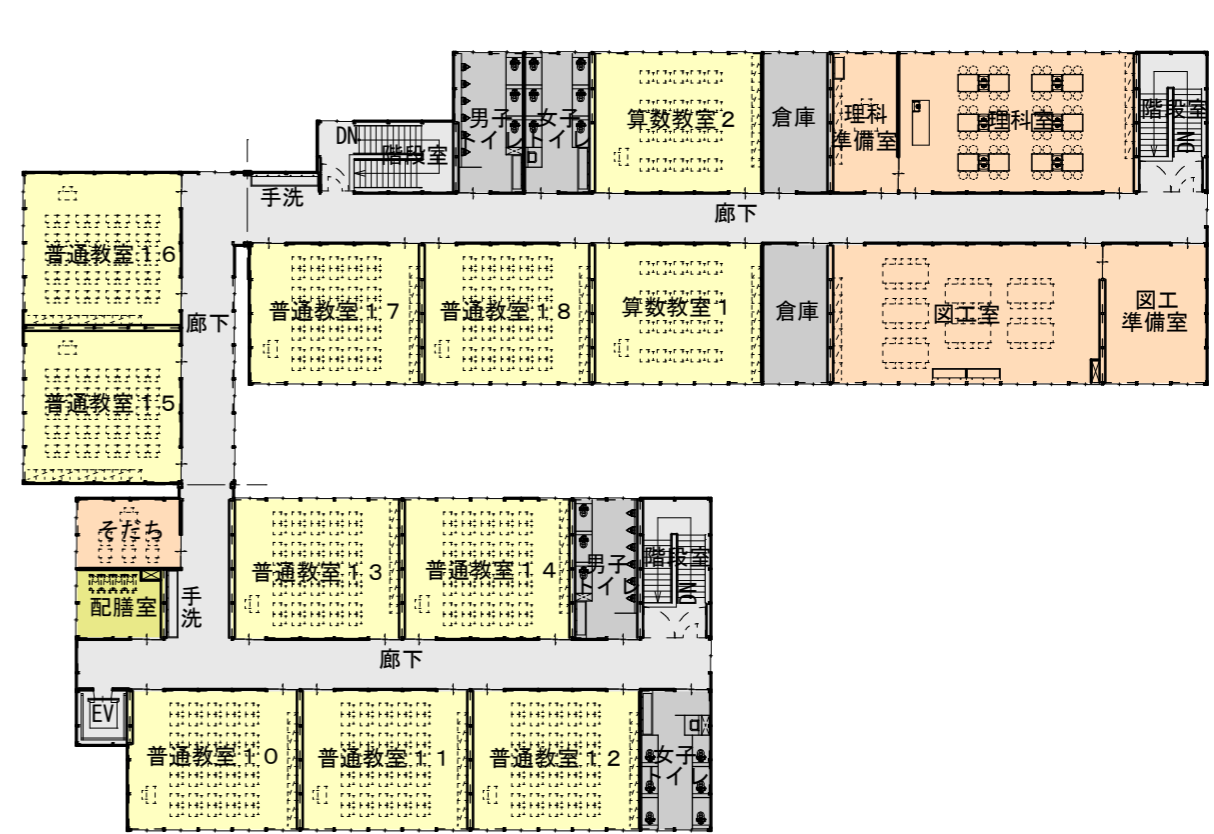 男子
トイレ
女子
トイレ
算数教室２
倉庫
理科
準備室
理科室
階段室
DN
DN
階段室
手洗
廊下
普通教室１６
普通教室１７
普通教室１８
算数教室１
倉庫
図工室
図工
準備室
廊下
普通教室１５
そだち
配膳室
手
洗
普通教室１３
普通教室１４
男子
トイレ
階段室
DN
廊下
EV
普通教室１０
普通教室１１
普通教室１２
女子
トイレ